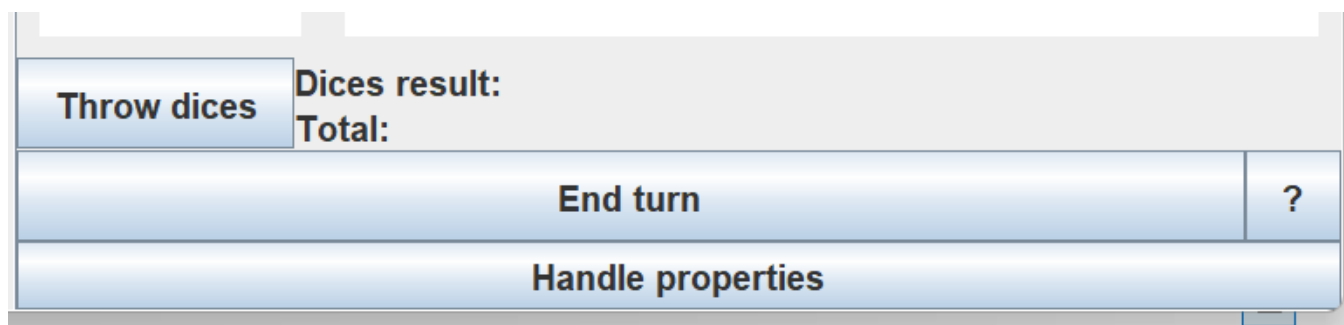 Throw dices
Dices result:
Total:
End turn
?
Handle properties